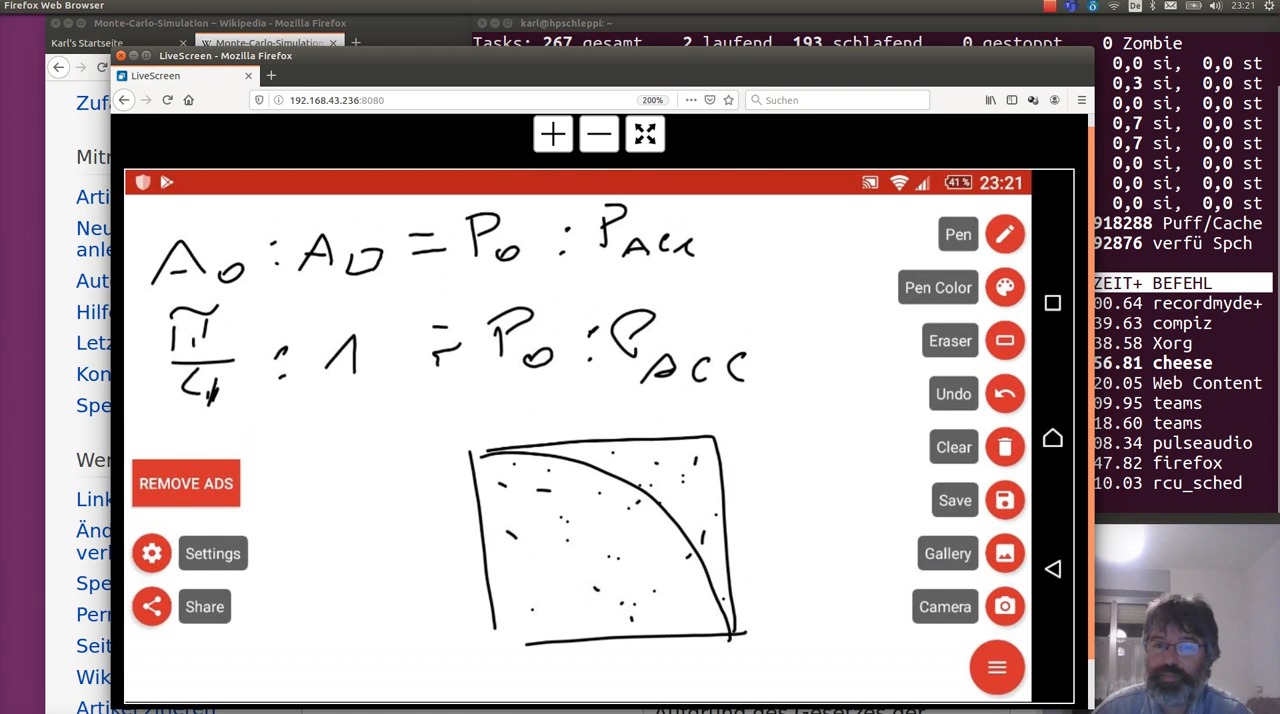 Firefox Web Browser
De
23:21
Monte-Carlo-Simulation – Wikipedia - Mozilla Firefox
karl@hpschleppi: ~
Karl's Startseite
Monte-Carlo-Simulation
Tasks: 267 gesamt, 2 laufend, 193 schlafend, 0 gestoppt, 0 Zombie
LiveScreen - Mozilla Firefox
LiveScreen
192.168.43.236:8080
200%
Suchen
0,0 si, 0,0 st
0,3 si, 0,0 st
0,0 si, 0,0 st
0,7 si, 0,0 st
0,7 si, 0,0 st
0,0 si, 0,0 st
0,0 si, 0,0 st
0,0 si, 0,0 st
918288 Puff/Cache
92876 verfü Spch
ZEIT+ BEFEHL
00.64 recordmyde+
39.63 compiz
38.58 Xorg
56.81 cheese
20.05 Web Content
09.95 teams
18.60 teams
08.34 pulseaudio
47.82 firefox
10.03 rcu_sched
Zuf
Mitr
Arti
Neu
anle
Aut
Hilf
Letz
Kon
Spe
Wer
Link
Änd
verl
Spe
Perr
Seit
Wik
Artikel zitieren
41 %
23:21
A○ : A□ = P○ : PACC
π/4 : 1 = P○ : PACC
Pen
Pen Color
Eraser
Undo
Clear
Save
Gallery
Camera
REMOVE ADS
Settings
Share